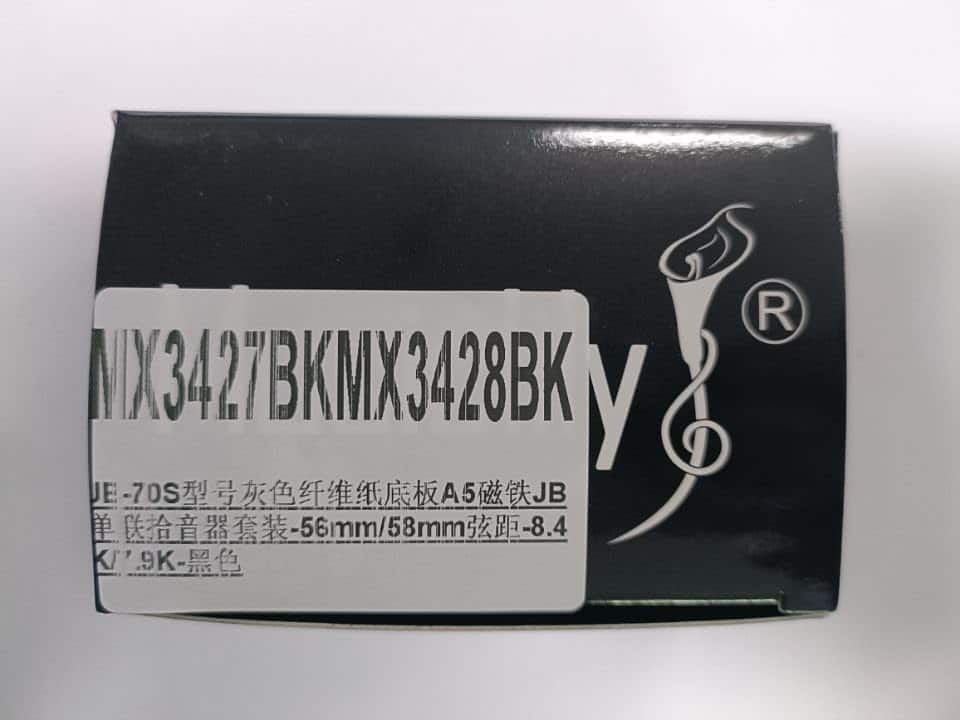 MX3427BKMX3428BK
y
®
JB-70S型号灰色纤维纸底板A5磁铁JB
单联拾音器套装-56mm/58mm弦距-8.4
K/7.9K-黑色